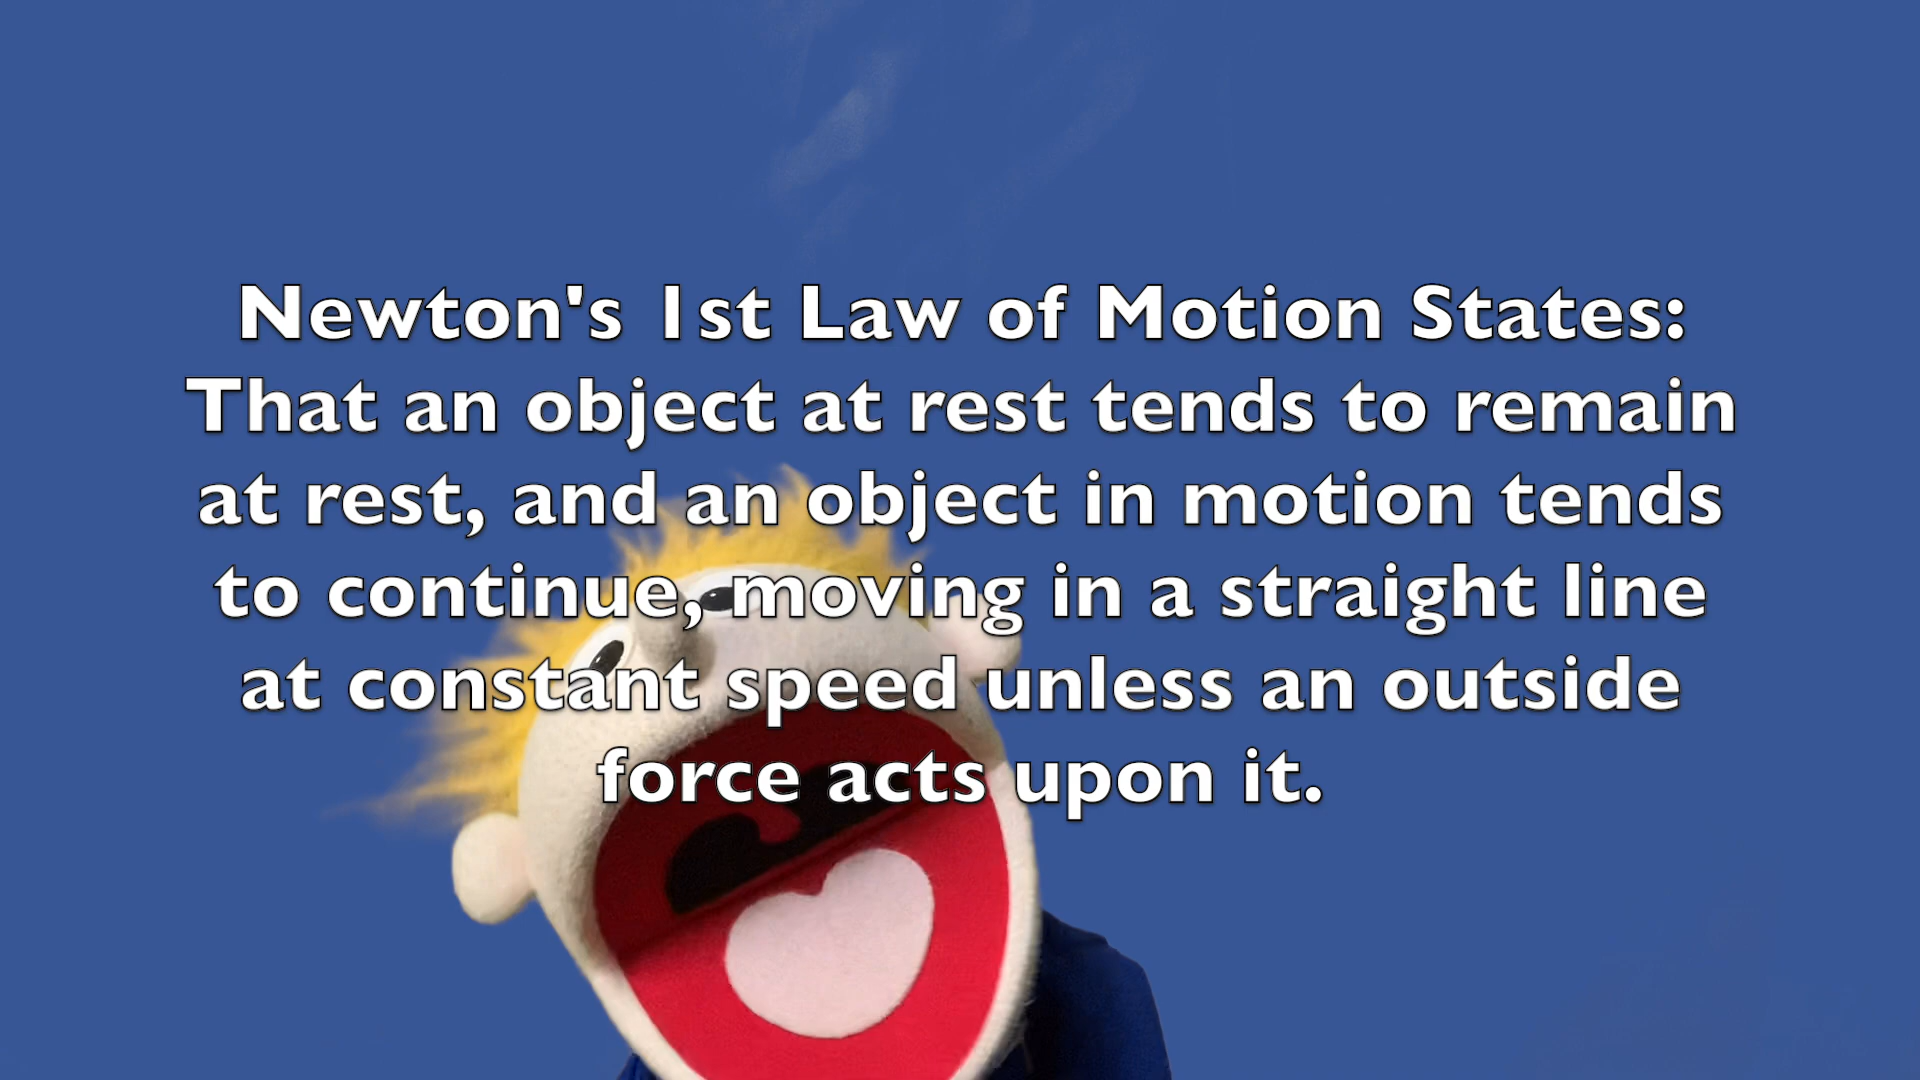 Newton's 1st Law of Motion States:
That an object at rest tends to remain
at rest, and an object in motion tends
to continue, moving in a straight line
at constant speed unless an outside
force acts upon it.